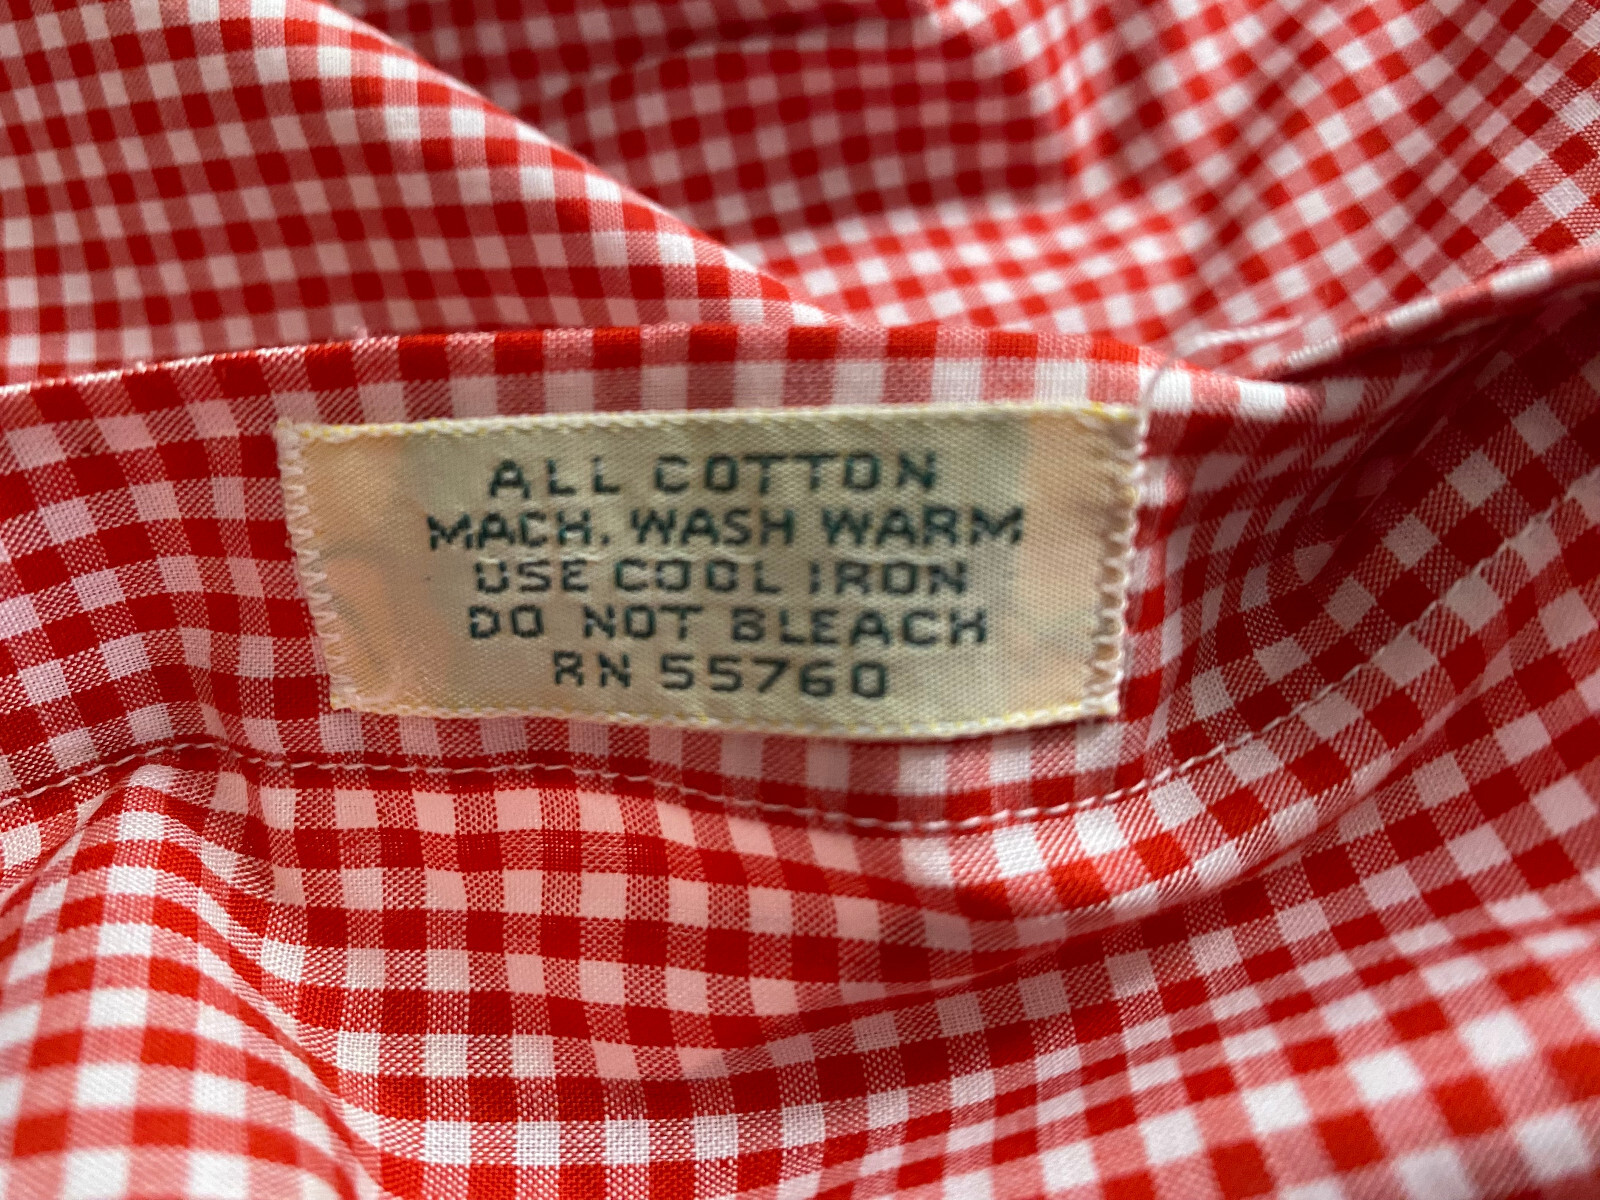 ALL COTTON
MACH. WASH WARM
USE COOL IRON
DO NOT BLEACH
RN 55760